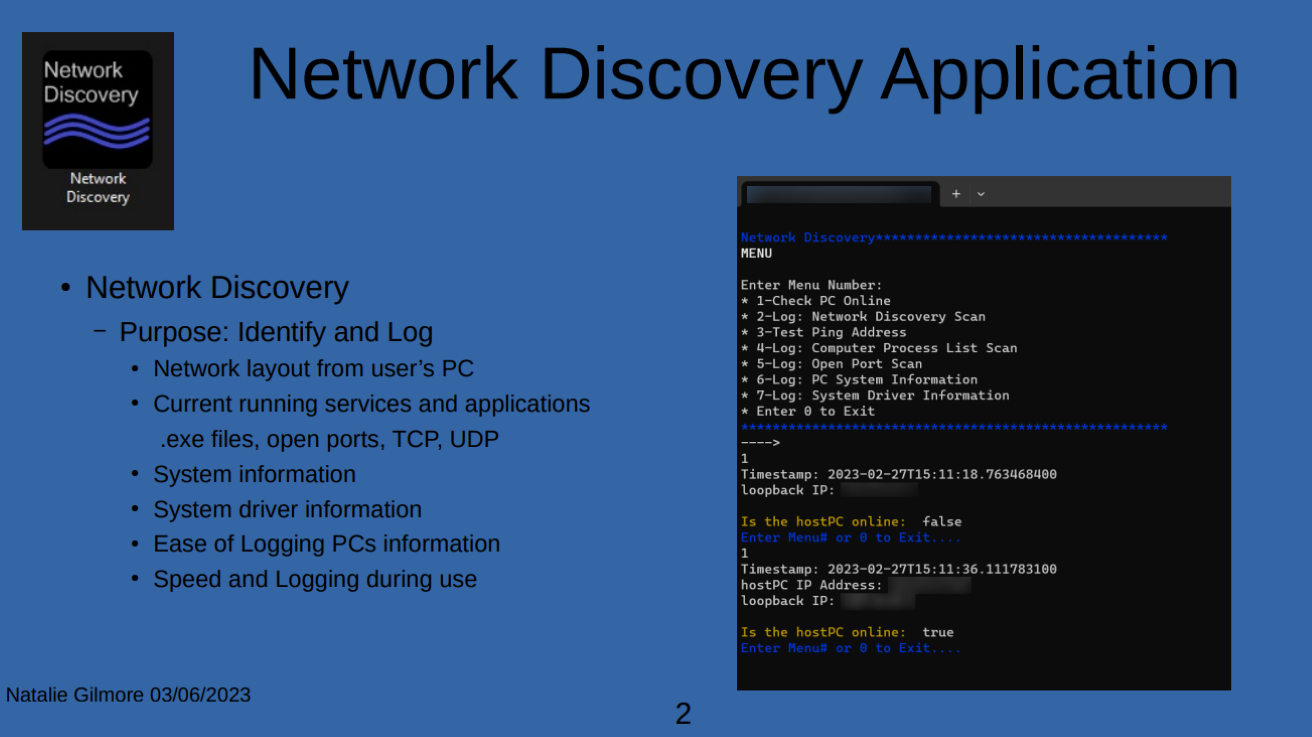 Network Discovery Application
Network
Discovery
Network
Discovery
• Network Discovery
– Purpose: Identify and Log
• Network layout from user’s PC
• Current running services and applications
.exe files, open ports, TCP, UDP
• System information
• System driver information
• Ease of Logging PCs information
• Speed and Logging during use
Network Discovery*************************************
MENU
Enter Menu Number:
* 1-Check PC Online
* 2-Log: Network Discovery Scan
* 3-Test Ping Address
* 4-Log: Computer Process List Scan
* 5-Log: Open Port Scan
* 6-Log: PC System Information
* 7-Log: System Driver Information
* Enter 0 to Exit
******************************************************
---->
1
Timestamp: 2023-02-27T15:11:18.763468400
loopback IP:
Is the hostPC online: false
Enter Menu# or 0 to Exit....
1
Timestamp: 2023-02-27T15:11:36.111783100
hostPC IP Address:
loopback IP:
Is the hostPC online: true
Enter Menu# or 0 to Exit....
Natalie Gilmore 03/06/2023
2